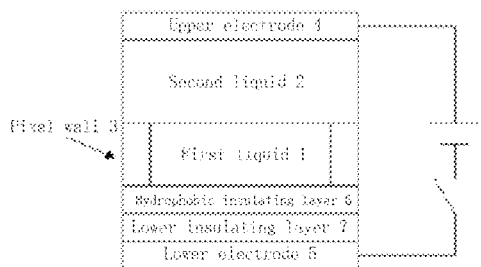 Upper electrode 4
Second liquid 2
Pixel wall 3
First liquid 1
Hydrophobic insulating layer 6
Lower insulating layer 7
Lower electrode 5